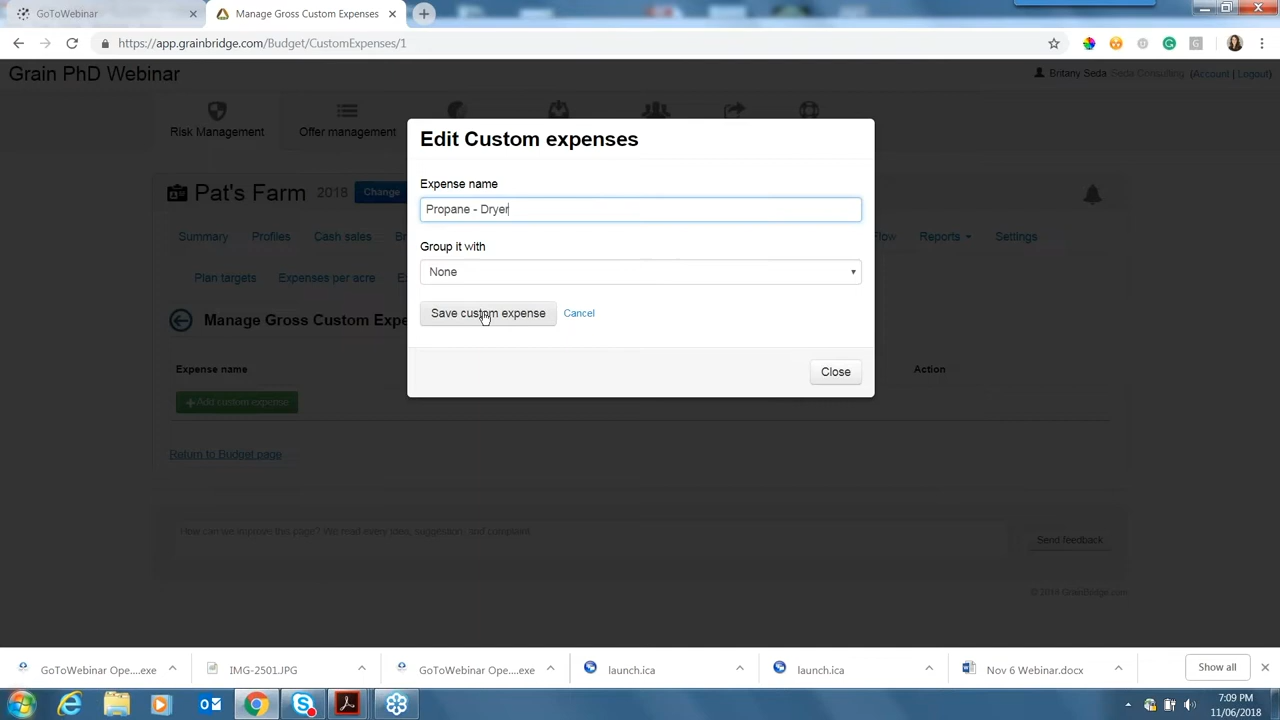 GoToWebinar
Manage Gross Custom Expenses
https://app.grainbridge.com/Budget/CustomExpenses/1
Grain PhD Webinar
Britany Seda Seda Consulting (Account | Logout)
Risk Management
Offer management
Edit Custom expenses
Expense name
Propane - Dryer
Group it with
None
Save custom expense
Cancel
Close
Pat's Farm 2018 Change
Summary Profiles Cash sales Flow Reports Settings
Plan targets Expenses per acre
Manage Gross Custom Expe
Expense name Action
+Add custom expense
Return to Budget page
How can we improve this page? We read every idea, suggestion, and complaint.
Send feedback
© 2018 GrainBridge.com
GoToWebinar Ope....exe IMG-2501.JPG GoToWebinar Ope....exe launch.ica launch.ica Nov 6 Webinar.docx Show all
7:09 PM
11/06/2018